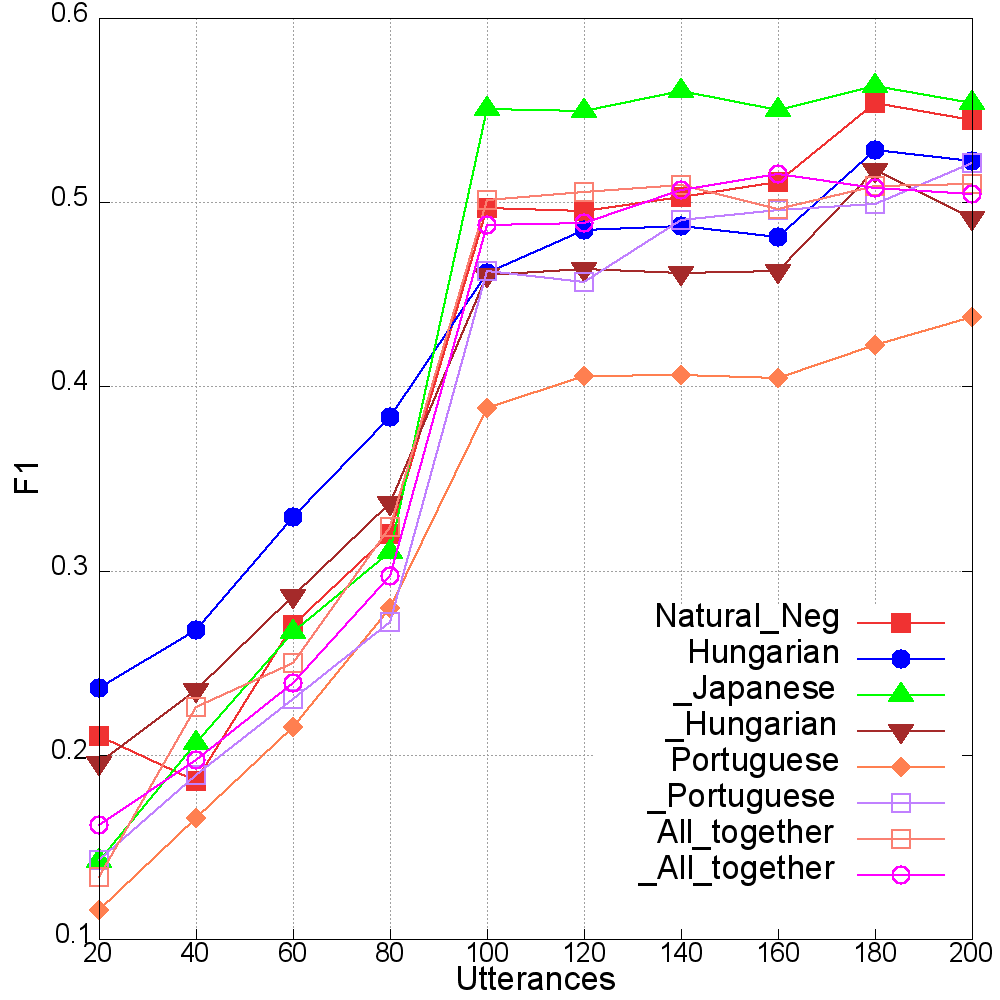 0.6
0.5
0.4
0.3
0.2
0.1
F1
Natural_Neg
Hungarian
_Japanese
_Hungarian
Portuguese
_Portuguese
All_together
_All_together
20 40 60 80 100 120 140 160 180 200
Utterances